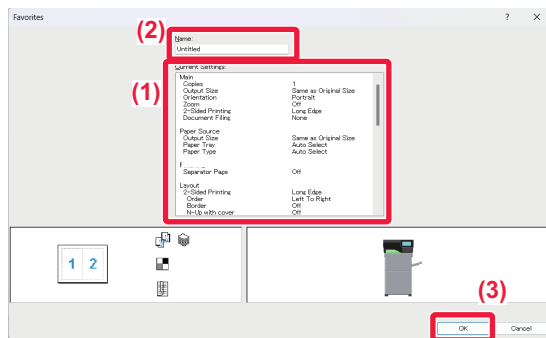 Favorites ? X
(2)
Name:
Untitled
(1)
Current Settings:
Main
Copies 1
Output Size Same as Original Size
Orientation Portrait
Zoom Off
2-Sided Printing Long Edge
Document Filing None
Paper Source
Output Size Same as Original Size
Paper Tray Auto Select
Paper Type Auto Select
Separator Page Off
Layout
2-Sided Printing Long Edge
Order Left To Right
Border Off
N-Up with cover Off
1 2
(3)
OK Cancel